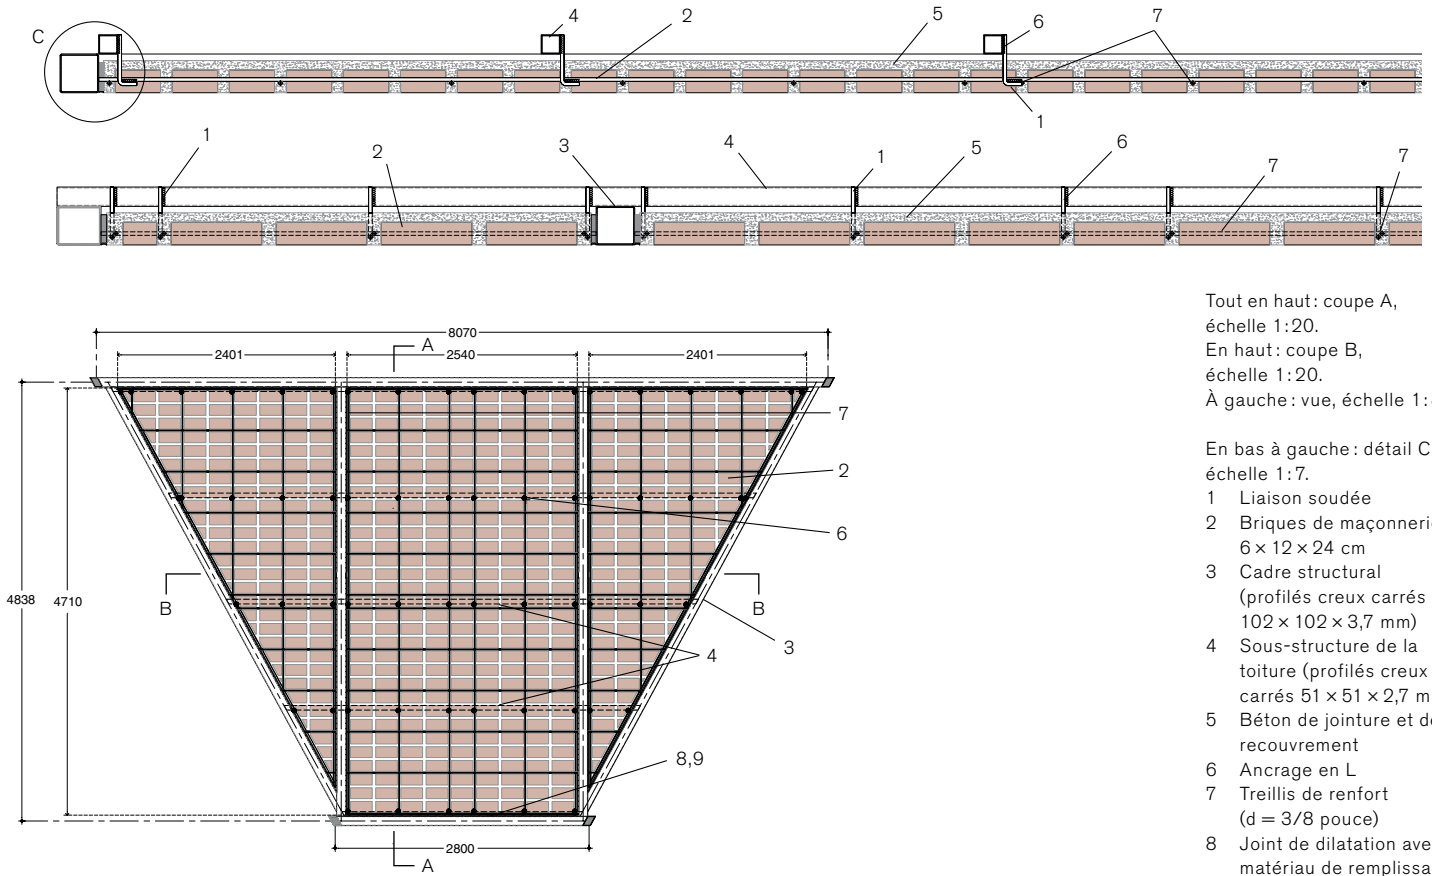 4
2
5
6
7
C
1
1
2
3
4
1
5
6
7
7
8070
2401
A
2540
2401
7
2
6
4838
4710
B
B
3
4
8,9
2800
A
Tout en haut : coupe A,
échelle 1:20.
En haut : coupe B,
échelle 1:20.
À gauche : vue, échelle
En bas à gauche : détail C
échelle 1:7.
1 Liaison soudée
2 Briques de
6 × 12 × 24 cm
3 Cadre structural
(profilés creux carrés
102 × 102 × 3,7 mm)
4 Sous-structure de la
toiture (profilés creux
carrés 51 × 51 × 2,7
5 Béton de jointure et
recouvrement
6 Ancrage en L
7 Treillis de renfort
(d = 3/8 pouce)
8 Joint de dilatation
matériau de